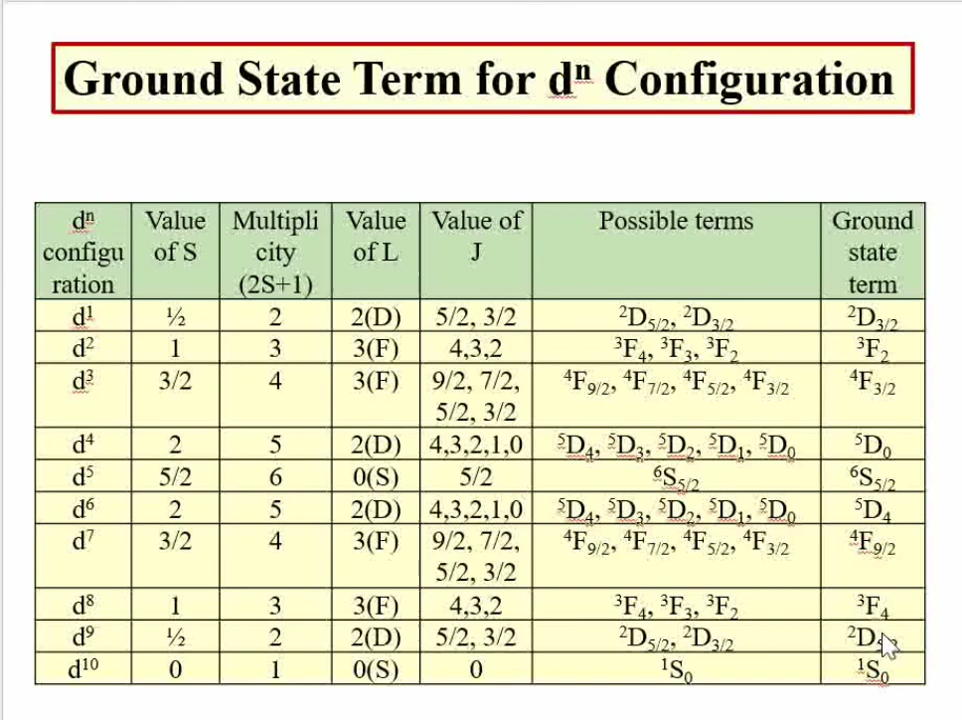 Ground State Term for dⁿ Configuration
dⁿ configu ration | Value of S | Multipli city (2S+1) | Value of L | Value of J | Possible terms | Ground state term
d¹ | ½ | 2 | 2(D) | 5/2, 3/2 | ²D₅/₂, ²D₃/₂ | ²D₃/₂
d² | 1 | 3 | 3(F) | 4,3,2 | ³F₄, ³F₃, ³F₂ | ³F₂
d³ | 3/2 | 4 | 3(F) | 9/2, 7/2, 5/2, 3/2 | ⁴F₉/₂, ⁴F₇/₂, ⁴F₅/₂, ⁴F₃/₂ | ⁴F₃/₂
d⁴ | 2 | 5 | 2(D) | 4,3,2,1,0 | ⁵D₄, ⁵D₃, ⁵D₂, ⁵D₁, ⁵D₀ | ⁵D₀
d⁵ | 5/2 | 6 | 0(S) | 5/2 | ⁶S₅/₂ | ⁶S₅/₂
d⁶ | 2 | 5 | 2(D) | 4,3,2,1,0 | ⁵D₄, ⁵D₃, ⁵D₂, ⁵D₁, ⁵D₀ | ⁵D₄
d⁷ | 3/2 | 4 | 3(F) | 9/2, 7/2, 5/2, 3/2 | ⁴F₉/₂, ⁴F₇/₂, ⁴F₅/₂, ⁴F₃/₂ | ⁴F₉/₂
d⁸ | 1 | 3 | 3(F) | 4,3,2 | ³F₄, ³F₃, ³F₂ | ³F₄
d⁹ | ½ | 2 | 2(D) | 5/2, 3/2 | ²D₅/₂, ²D₃/₂ | ²D
d¹⁰ | 0 | 1 | 0(S) | 0 | ¹S₀ | ¹S₀